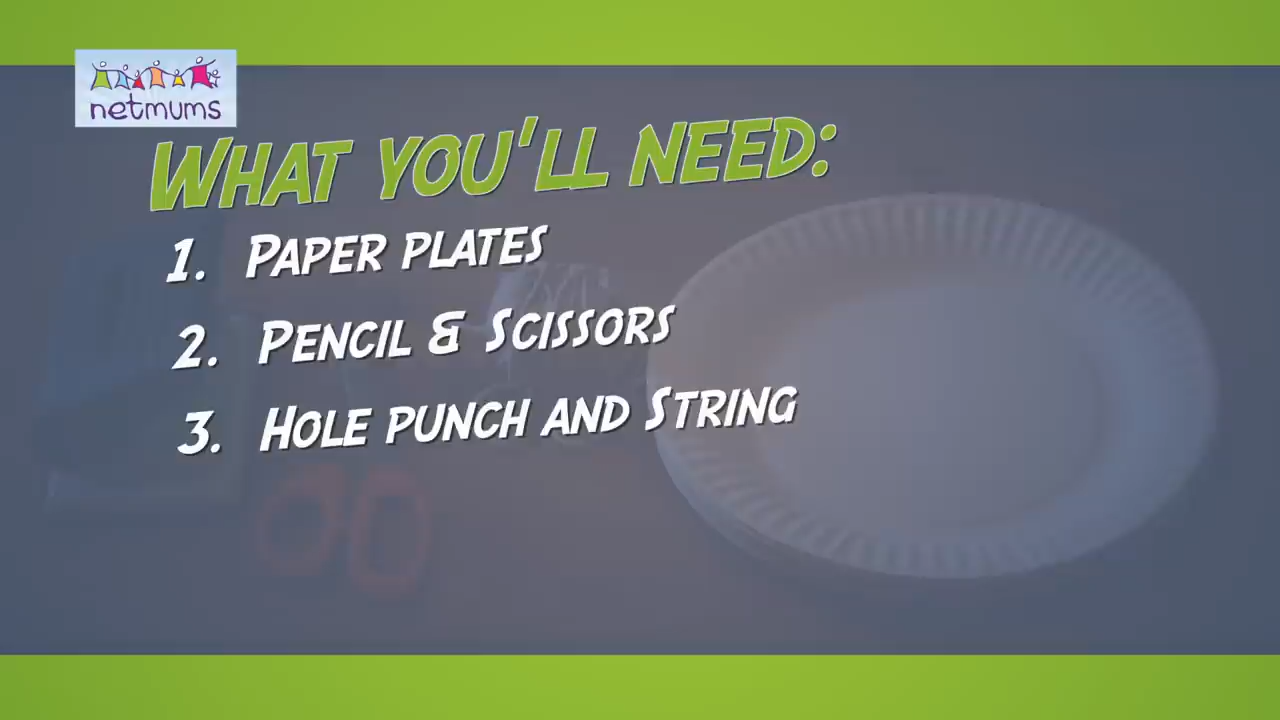 netmums
What you'll need:
1. Paper plates
2. Pencil & Scissors
3. Hole punch and String